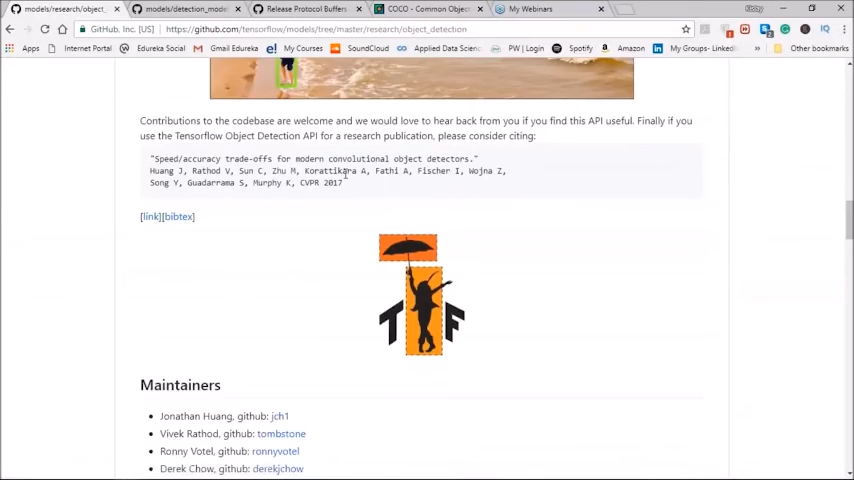 models/research/object_
models/detection_model
Release Protocol Buffers
COCO - Common Object
My Webinars
GitHub, Inc. [US]
https://github.com/tensorflow/models/tree/master/research/object_detection
Apps
Internet Portal
Edureka US
Gmail Edureka
My Courses
SoundCloud
Applied Data Scienc
PW | Login
Spotify
Amazon
My Groups- LinkedI
Other bookmarks
Contributions to the codebase are welcome and we would love to hear back from you if you find this API useful. Finally if you
use the Tensorflow Object Detection API for a research publication, please consider citing:
"Speed/accuracy trade-offs for modern convolutional object detectors."
Huang J, Rathod V, Sun C, Zhu M, Korattikara A, Fathi A, Fischer I, Wojna Z,
Song Y, Guadarrama S, Murphy K, CVPR 2017
[link][bibtex]
T F
Maintainers
Jonathan Huang, github: jch1
Vivek Rathod, github: tombstone
Ronny Votel, github: ronnyvotel
Derek Chow, github: derekjchow